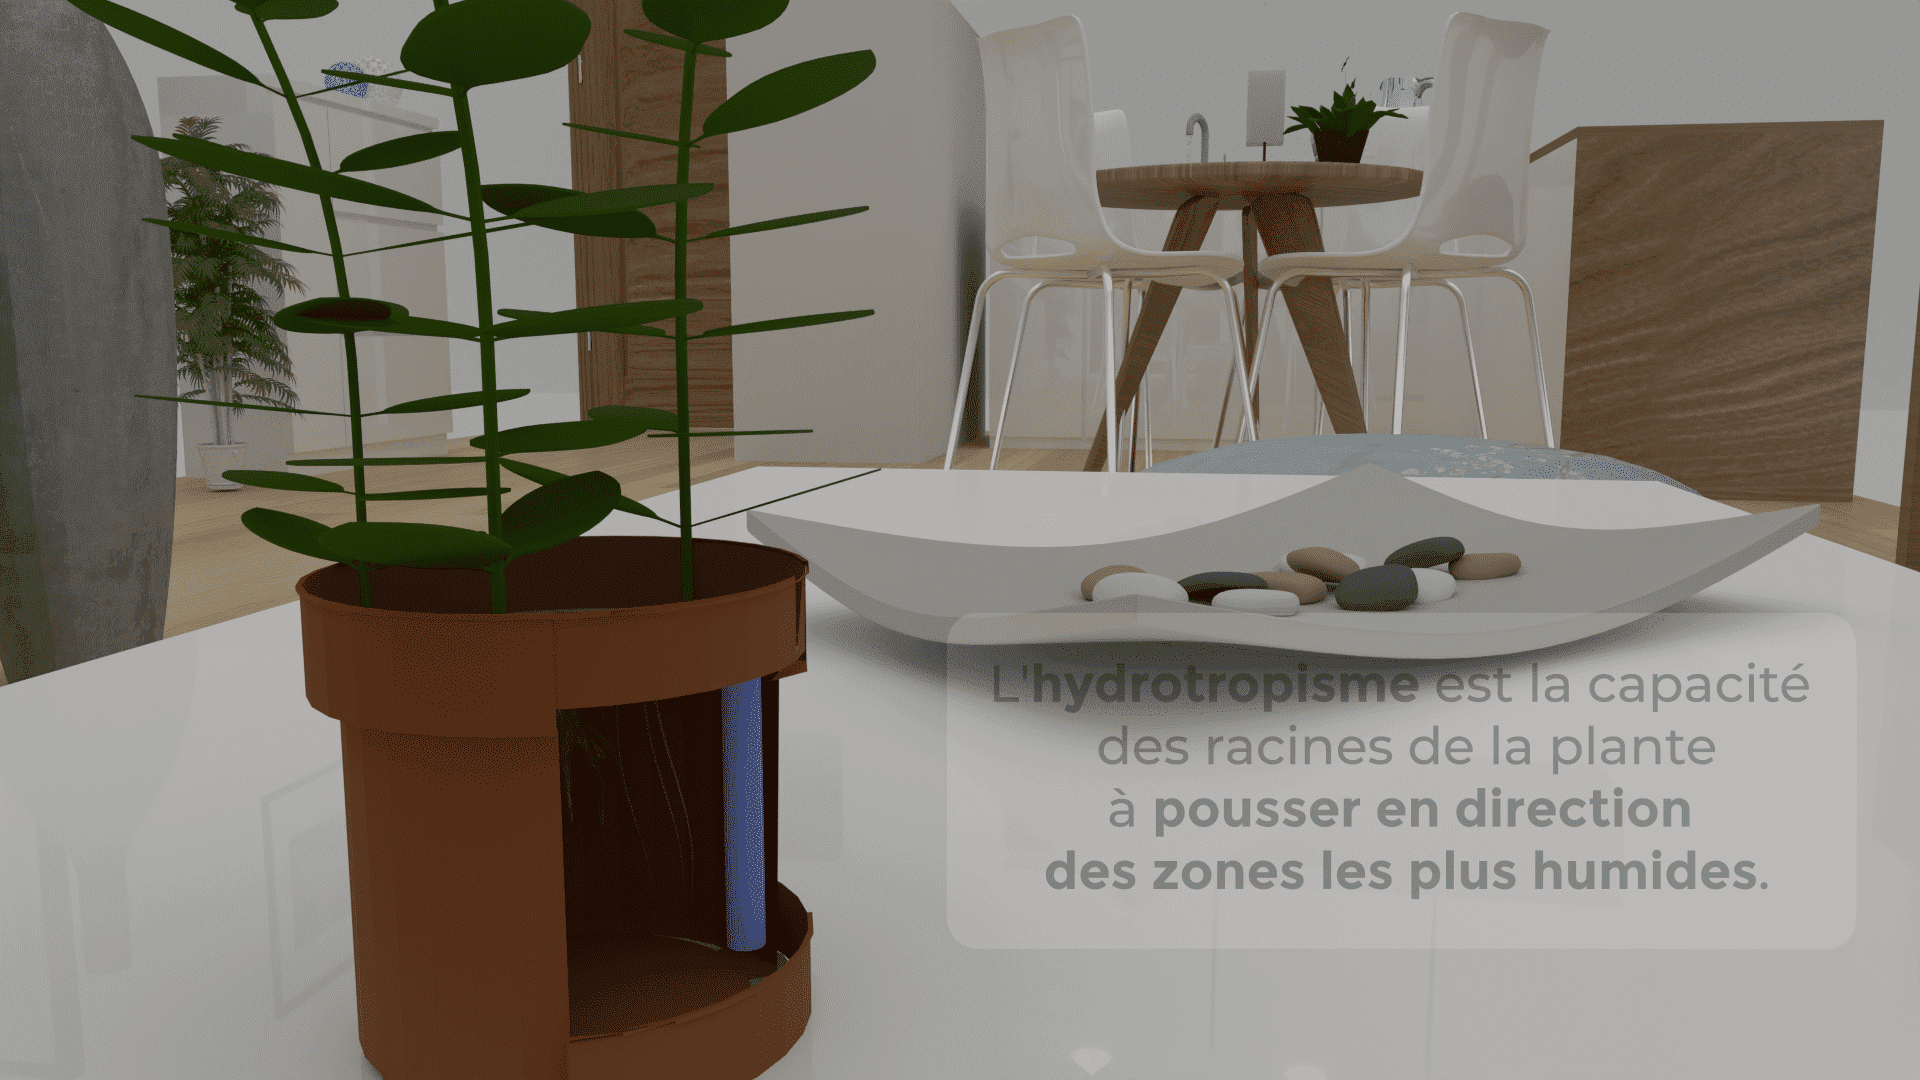 L'hydrotropisme est la capacité
des racines de la plante
à pousser en direction
des zones les plus humides.